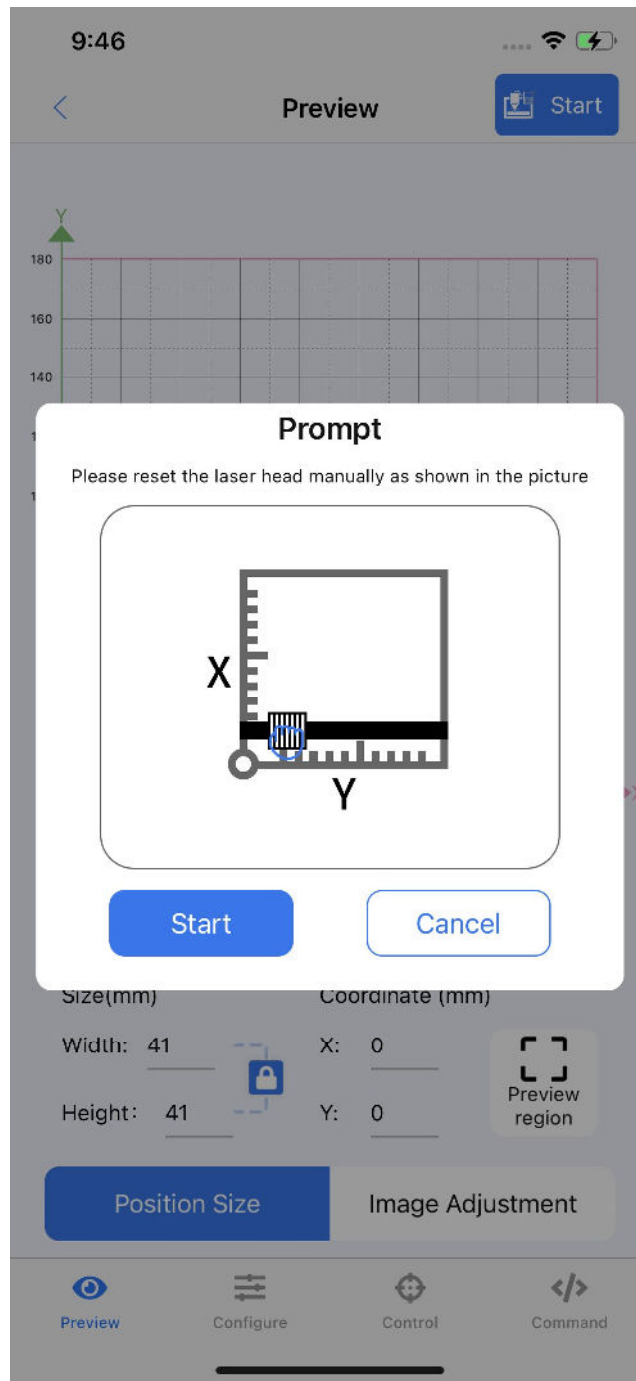 9:46
Preview
Start
Y
180
160
140
1
1
Prompt
Please reset the laser head manually as shown in the picture
X
Y
Start
Cancel
Size(mm)
Coordinate (mm)
Width: 41
X: 0
Height: 41
Y: 0
Preview
region
Position Size
Image Adjustment
Preview
Configure
Control
Command